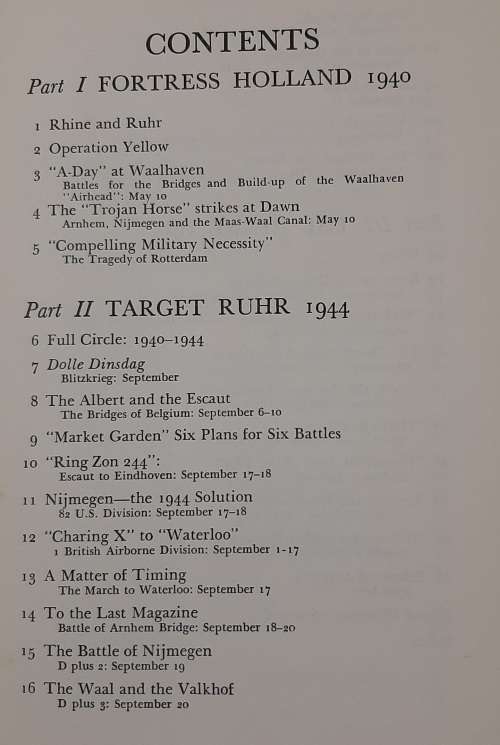 CONTENTS
Part I FORTRESS HOLLAND 1940
1 Rhine and Ruhr
2 Operation Yellow
3 "A-Day" at Waalhaven
Battles for the Bridges and Build-up of the Waalhaven
"Airhead": May 10
4 The "Trojan Horse" strikes at Dawn
Arnhem, Nijmegen and the Maas-Waal Canal: May 10
5 "Compelling Military Necessity"
The Tragedy of Rotterdam
Part II TARGET RUHR 1944
6 Full Circle: 1940–1944
7 Dolle Dinsdag
Blitzkrieg: September
8 The Albert and the Escaut
The Bridges of Belgium: September 6–10
9 "Market Garden" Six Plans for Six Battles
10 "Ring Zon 244":
Escaut to Eindhoven: September 17–18
11 Nijmegen—the 1944 Solution
82 U.S. Division: September 17–18
12 "Charing X" to "Waterloo"
1 British Airborne Division: September 1-17
13 A Matter of Timing
The March to Waterloo: September 17
14 To the Last Magazine
Battle of Arnhem Bridge: September 18–20
15 The Battle of Nijmegen
D plus 2: September 19
16 The Waal and the Valkhof
D plus 3: September 20